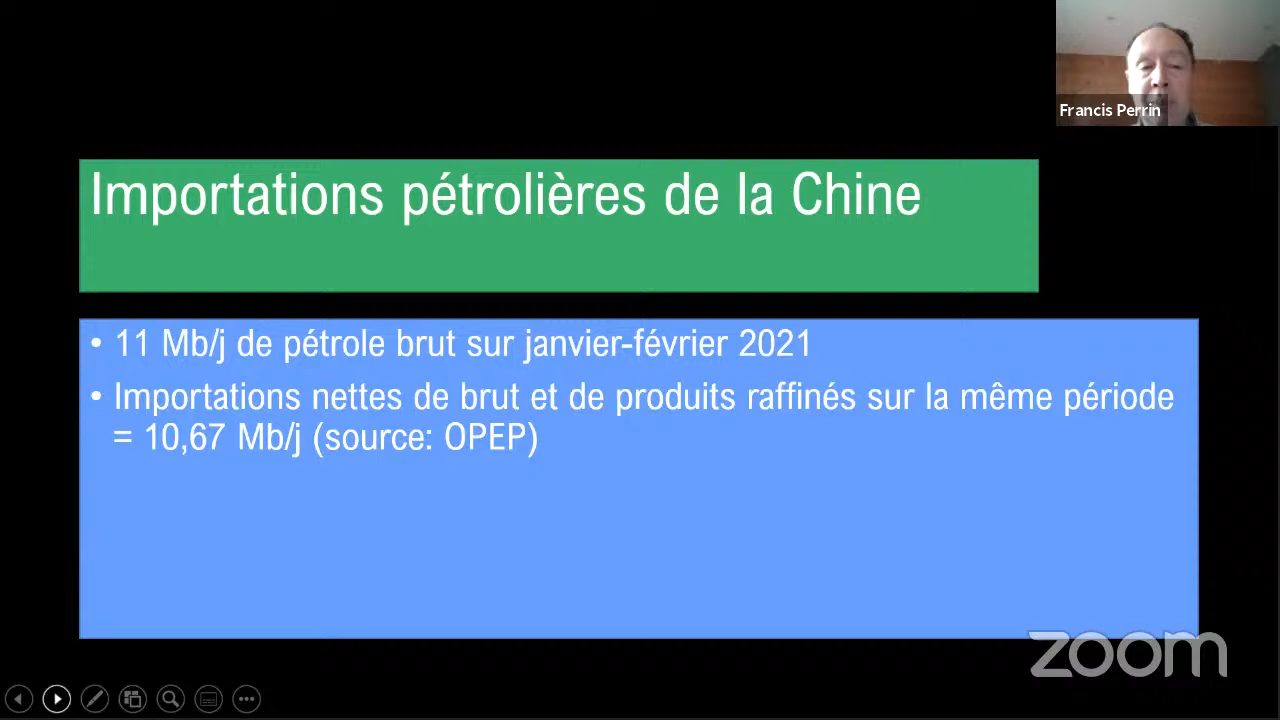 Francis Perrin
Importations pétrolières de la Chine
• 11 Mb/j de pétrole brut sur janvier-février 2021
• Importations nettes de brut et de produits raffinés sur la même période
= 10,67 Mb/j (source: OPEP)
zoom